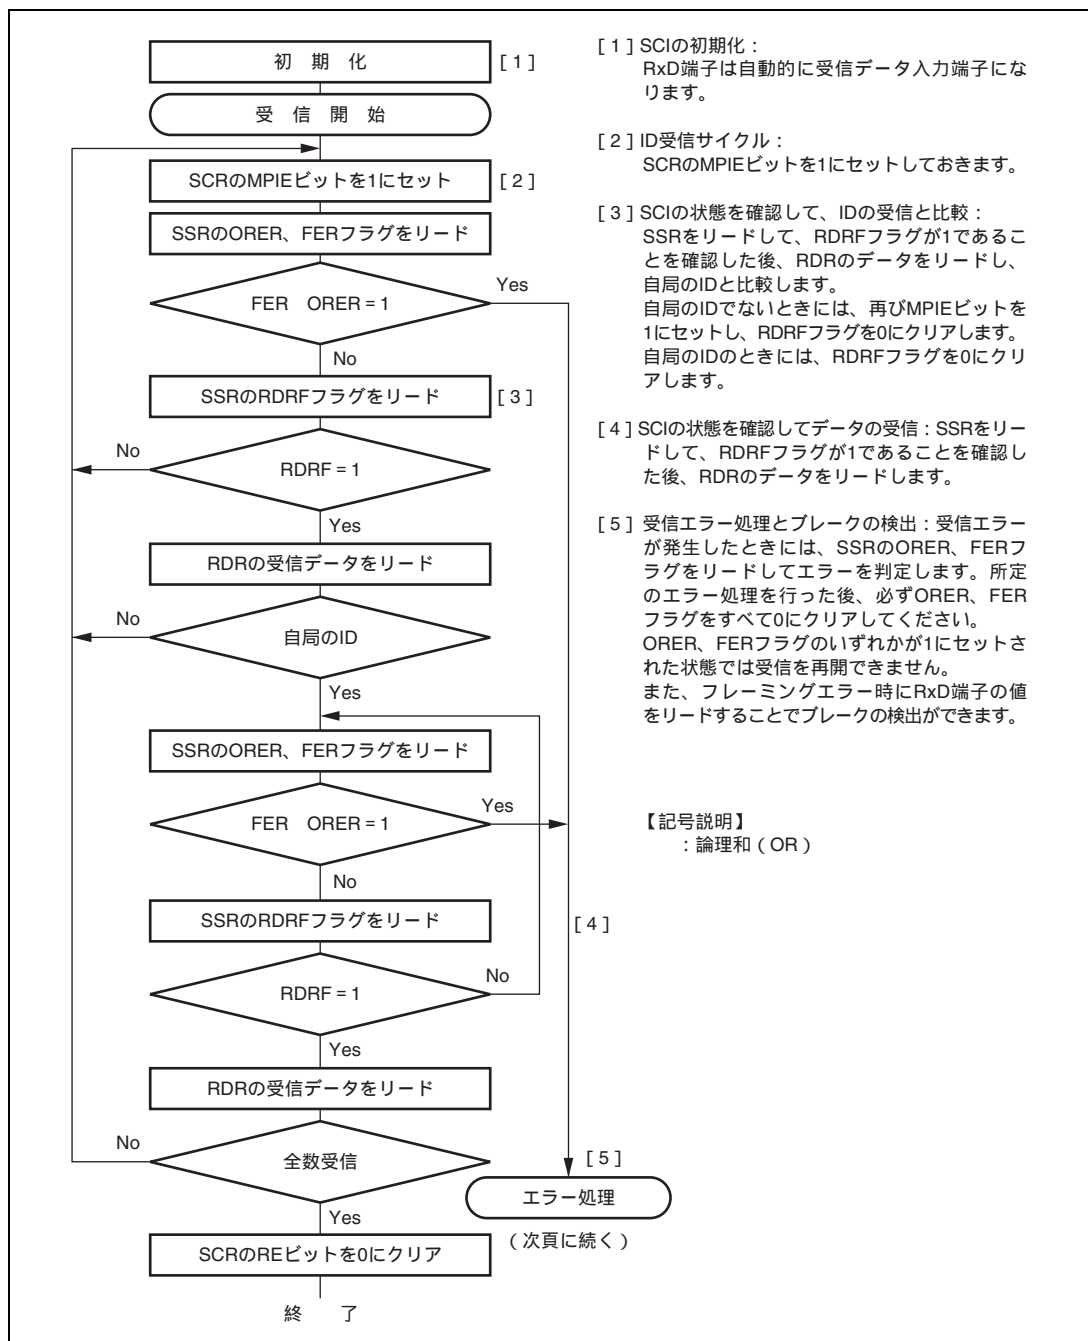 初 期 化
[ 1 ]
受 信 開 始
SCRのMPIEビットを1にセット
[ 2 ]
SSRのORER、FERフラグをリード
FER ORER = 1
Yes
No
SSRのRDRFフラグをリード
[ 3 ]
No
RDRF = 1
Yes
RDRの受信データをリード
No
自局のID
Yes
SSRのORER、FERフラグをリード
FER ORER = 1
Yes
No
SSRのRDRFフラグをリード
[ 4 ]
No
RDRF = 1
Yes
RDRの受信データをリード
No
全数受信
[ 5 ]
エラー処理
Yes
(次頁に続く)
SCRのREビットを0にクリア
終 了
[ 1 ] SCIの初期化:
RxD端子は自動的に受信データ入力端子にな
ります。
[ 2 ] ID受信サイクル:
SCRのMPIEビットを1にセットしておきます。
[ 3 ] SCIの状態を確認して、IDの受信と比較:
SSRをリードして、RDRFフラグが1であるこ
とを確認した後、RDRのデータをリードし、
自局のIDと比較します。
自局のIDでないときには、再びMPIEビットを
1にセットし、RDRFフラグを0にクリアします。
自局のIDのときには、RDRFフラグを0にクリ
アします。
[ 4 ] SCIの状態を確認してデータの受信:SSRをリー
ドして、RDRFフラグが1であることを確認し
た後、RDRのデータをリードします。
[ 5 ] 受信エラー処理とブレークの検出:受信エラー
が発生したときには、SSRのORER、FERフ
ラグをリードしてエラーを判定します。所定
のエラー処理を行った後、必ずORER、FER
フラグをすべて0にクリアしてください。
ORER、FERフラグのいずれかが1にセットさ
れた状態では受信を再開できません。
また、フレーミングエラー時にRxD端子の値
をリードすることでブレークの検出ができます。
【記号説明】
:論理和(OR)